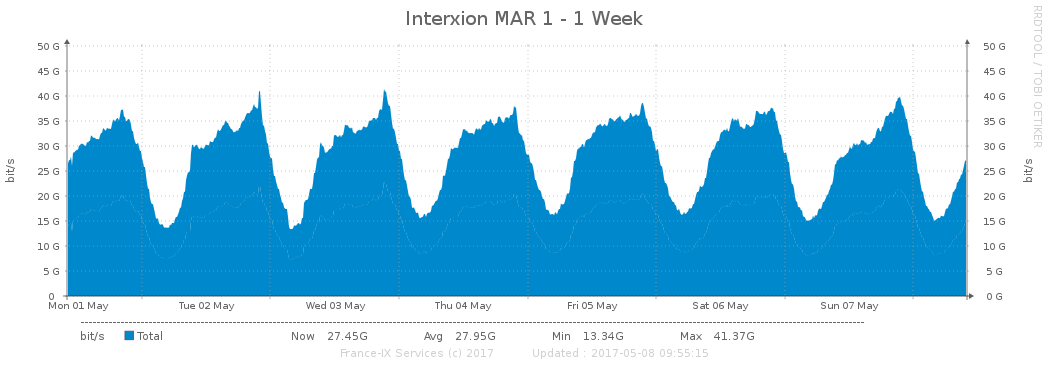 Interxion MAR 1 - 1 Week
RRDTOOL / TOBI OETIKER
50 G 50 G
45 G 45 G
40 G 40 G
35 G 35 G
30 G 30 G
25 G 25 G
20 G 20 G
15 G 15 G
10 G 10 G
5 G 5 G
0 0 G
bit/s
bit/s
Mon 01 May Tue 02 May Wed 03 May Thu 04 May Fri 05 May Sat 06 May Sun 07 May
bit/s Total Now 27.45G Avg 27.95G Min 13.34G Max 41.37G
France-IX Services (c) 2017 Updated : 2017-05-08 09:55:15